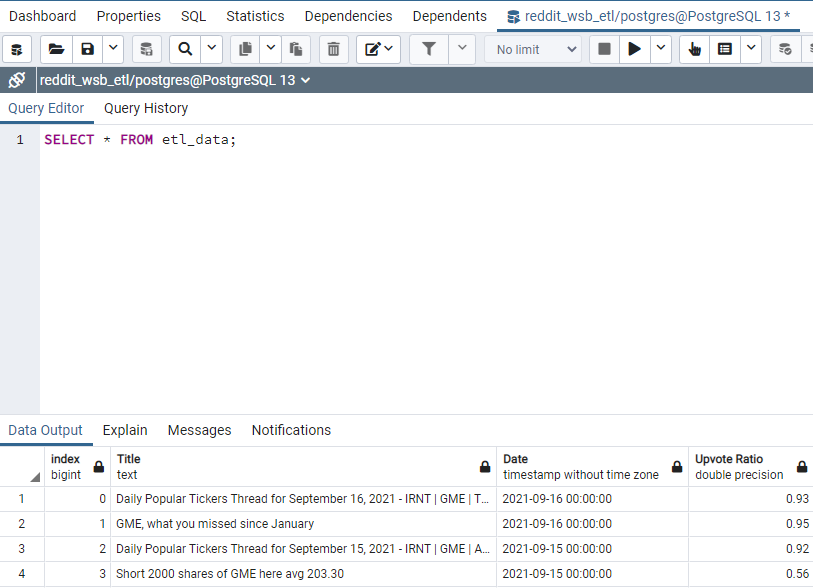 Dashboard Properties SQL Statistics Dependencies Dependents reddit_wsb_etl/postgres@PostgreSQL 13 *
No limit
reddit_wsb_etl/postgres@PostgreSQL 13
Query Editor Query History
1 SELECT * FROM etl_data;
Data Output Explain Messages Notifications
index Title Date Upvote Ratio
bigint text timestamp without time zone double precision
1 0 Daily Popular Tickers Thread for September 16, 2021 - IRNT | GME | T... 2021-09-16 00:00:00 0.93
2 1 GME, what you missed since January 2021-09-16 00:00:00 0.95
3 2 Daily Popular Tickers Thread for September 15, 2021 - IRNT | GME | A... 2021-09-15 00:00:00 0.92
4 3 Short 2000 shares of GME here avg 203.30 2021-09-15 00:00:00 0.56